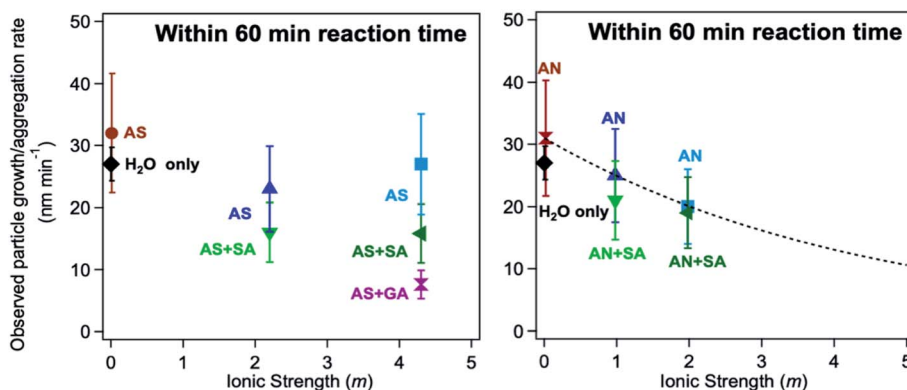 Observed particle growth/aggregation rate
(nm min⁻¹)
50
40
30
20
10
0
Within 60 min reaction time
AS
H₂O only
AS
AS+SA
AS
AS+SA
AS+GA
0
1
2
3
4
5
Ionic Strength (m)
50
40
30
20
10
0
Within 60 min reaction time
AN
H₂O only
AN
AN+SA
AN
AN+SA
0
1
2
3
4
5
Ionic Strength (m)